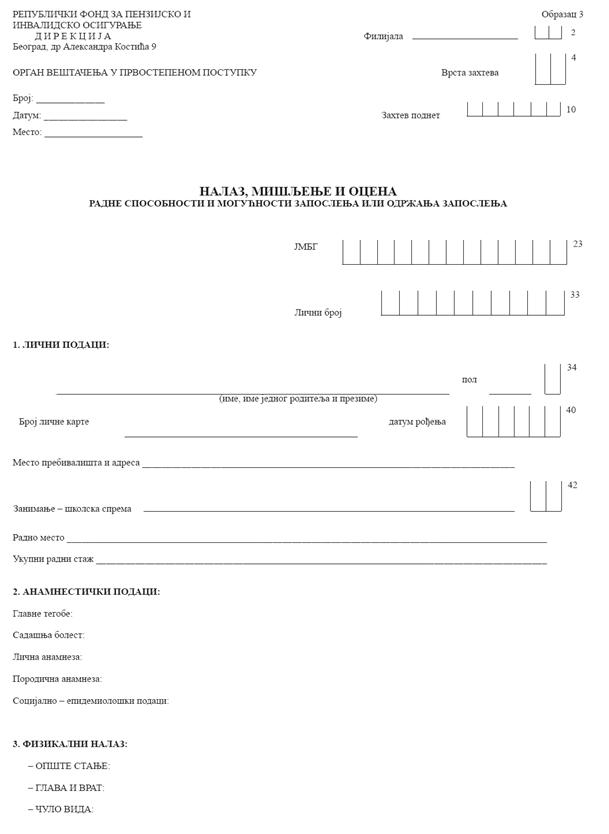 РЕПУБЛИЧКИ ФОНД ЗА ПЕНЗИЈСКО И
ИНВАЛИДСКО ОСИГУРАЊЕ
Д И Р Е К Ц И Ј А
Београд, др Александра Костића 9
Образац 3
Филијала ____________________ 2
ОРГАН ВЕШТАЧЕЊА У ПРВОСТЕПЕНОМ ПОСТУПКУ
Врста захтева 4
Број: ______________
Датум: _________________
Место: ____________________
Захтев поднет 10
НАЛАЗ, МИШЉЕЊЕ И ОЦЕНА
РАДНЕ СПОСОБНОСТИ И МОГУЋНОСТИ ЗАПОСЛЕЊА ИЛИ ОДРЖАЊА ЗАПОСЛЕЊА
ЈМБГ 23
Лични број 33
1. ЛИЧНИ ПОДАЦИ:
пол 34
(име, име једног родитеља и презиме)
Број личне карте датум рођења 40
Место пребивалишта и адреса
42
Занимање – школска спрема
Радно место
Укупни радни стаж
2. АНАМНЕСТИЧКИ ПОДАЦИ:
Главне тегобе:
Садашња болест:
Лична анамнеза:
Породична анамнеза:
Социјално – епидемиолошки подаци:
3. ФИЗИКАЛНИ НАЛАЗ:
– ОПШТЕ СТАЊЕ:
– ГЛАВА И ВРАТ:
– ЧУЛО ВИДА: